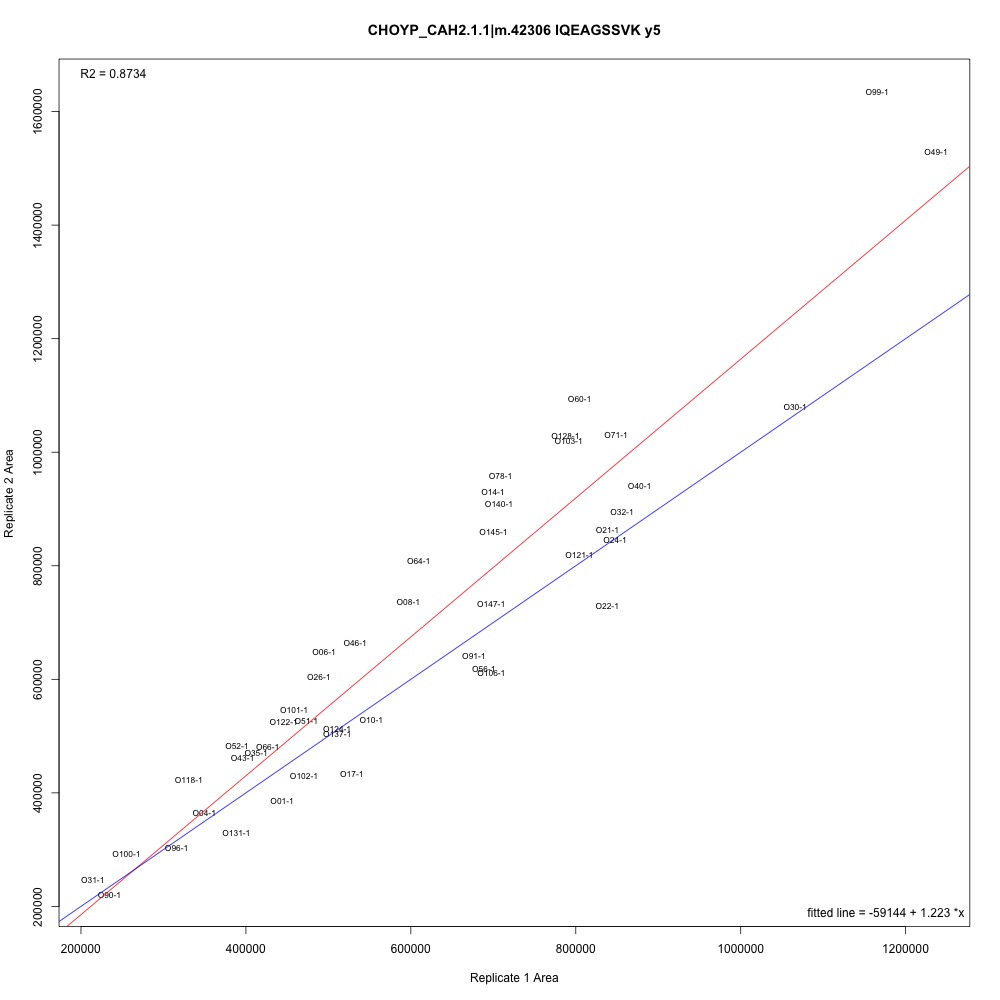 CHOYP_CAH2.1.1|m.42306 IQEAGSSVK y5
R2 = 0.8734
O99-1
O49-1
O60-1
O30-1
O128-1
O103-1
O71-1
O78-1
O40-1
O14-1
O140-1
O32-1
O145-1
O21-1
O24-1
O121-1
O64-1
O08-1
O147-1
O22-1
O46-1
O06-1
O91-1
O56-1
O106-1
O26-1
O101-1
O122-1
O51-1
O10-1
O124-1
O137-1
O52-1
O66-1
O35-1
O43-1
O102-1
O17-1
O118-1
O01-1
O04-1
O131-1
O96-1
O100-1
O31-1
O90-1
fitted line = -59144 + 1.223 *x
1600000
1400000
1200000
1000000
800000
600000
400000
200000
Replicate 2 Area
200000
400000
600000
800000
1000000
1200000
Replicate 1 Area